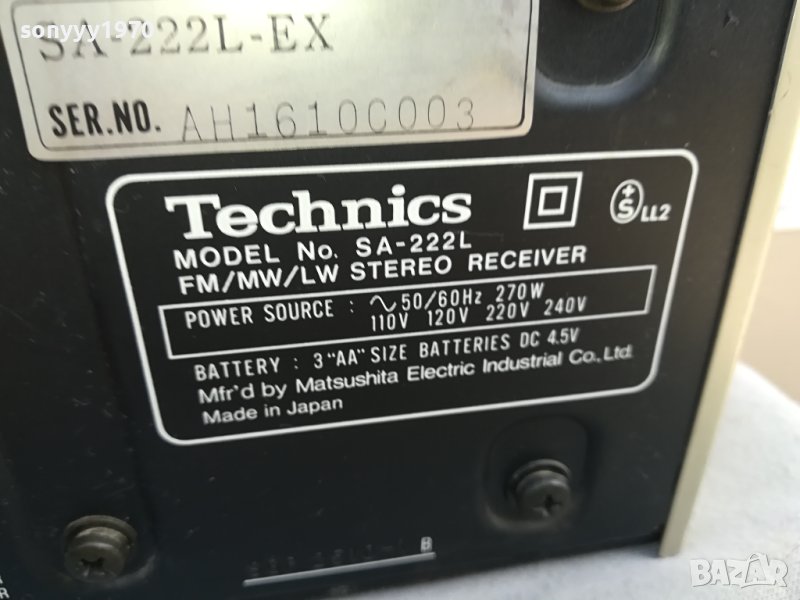 sonyyy1970
SA-222L-EX
SER.NO. AH1610C003
Technics
S LL2
MODEL No. SA-222L
FM/MW/LW STEREO RECEIVER
POWER SOURCE : ∿50/60Hz 270W
110V 120V 220V 240V
BATTERY : 3 "AA" SIZE BATTERIES DC 4.5V
Mfr'd by Matsushita Electric Industrial Co., Ltd.
Made in Japan
B
R
BAZAR